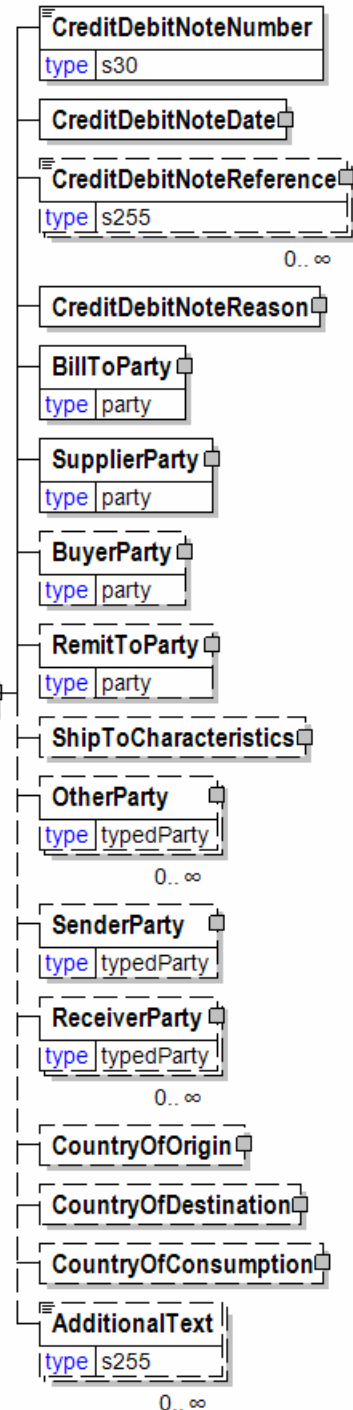 CreditDebitNoteNumber
type s30
CreditDebitNoteDate
CreditDebitNoteReference
type s255
0.. ∞
CreditDebitNoteReason
BillToParty
type party
SupplierParty
type party
BuyerParty
type party
RemitToParty
type party
ShipToCharacteristics
OtherParty
type typedParty
0.. ∞
SenderParty
type typedParty
ReceiverParty
type typedParty
0.. ∞
CountryOfOrigin
CountryOfDestination
CountryOfConsumption
AdditionalText
type s255
0.. ∞